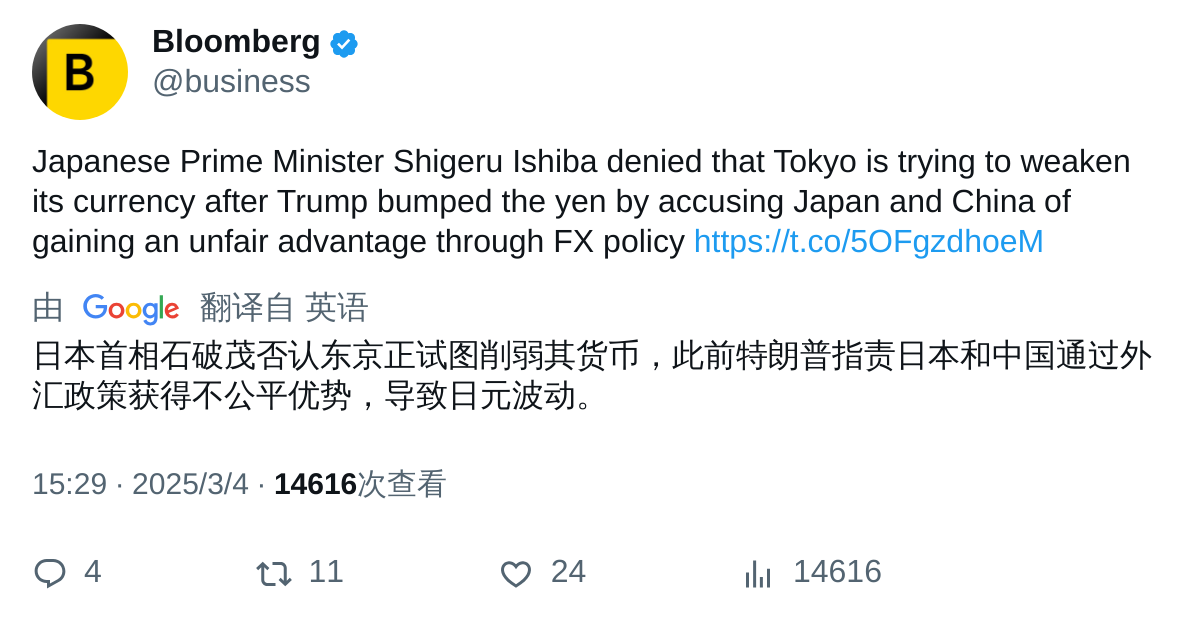 B
Bloomberg
@business
Japanese Prime Minister Shigeru Ishiba denied that Tokyo is trying to weaken
its currency after Trump bumped the yen by accusing Japan and China of
gaining an unfair advantage through FX policy https://t.co/5OFgzdhoeM
由 Google 翻译自 英语
日本首相石破茂否认东京正试图削弱其货币，此前特朗普指责日本和中国通过外
汇政策获得不公平优势，导致日元波动。
15:29 · 2025/3/4 · 14616次查看
4 11 24 14616